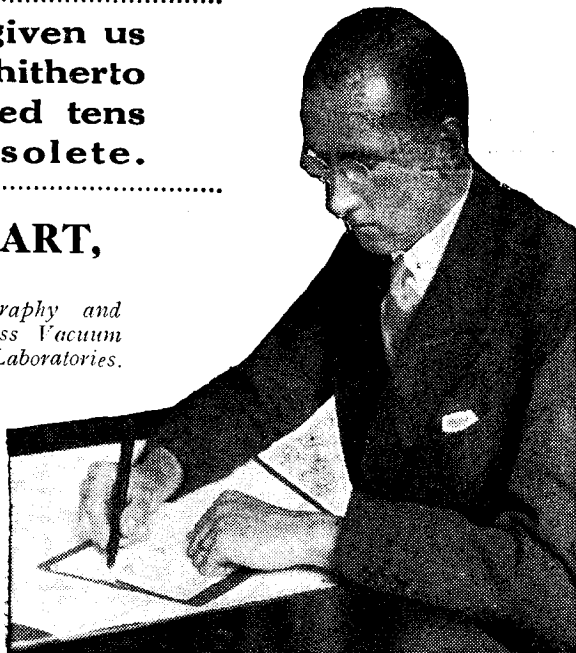 given us
hitherto
ed tens
solete.
ART,
raphy and
ss Vacuum
Laboratories.